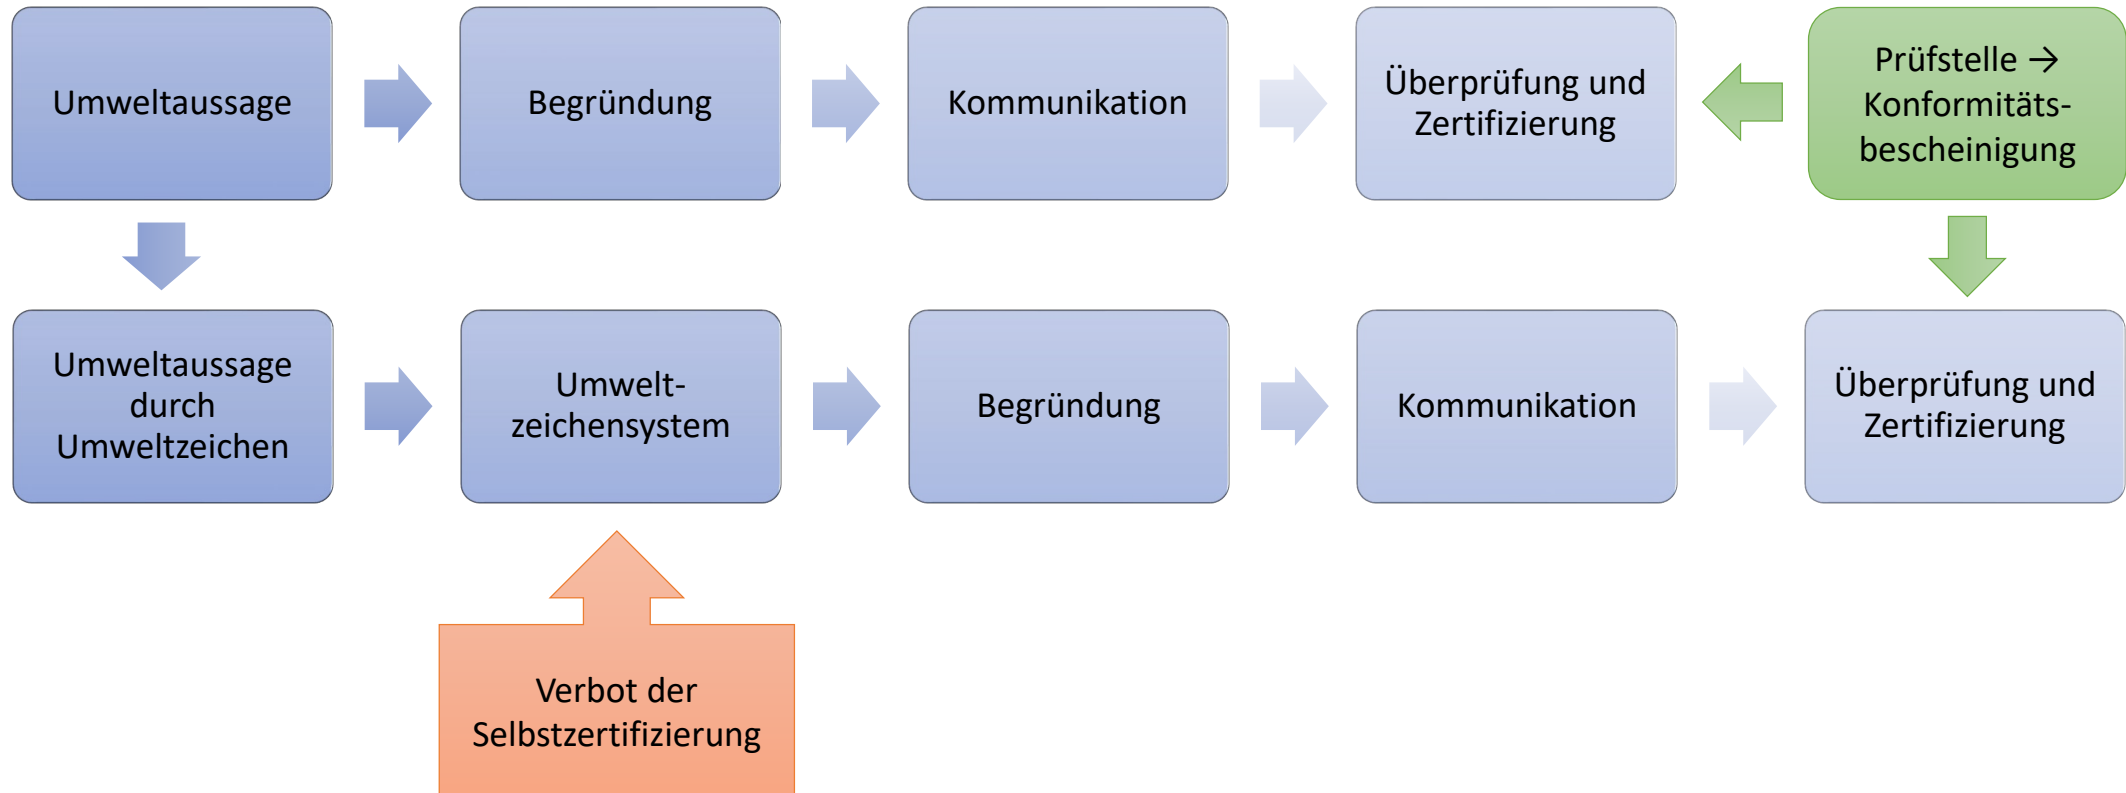 Umweltaussage
Begründung
Kommunikation
Überprüfung und
Zertifizierung
Prüfstelle →
Konformitäts-
bescheinigung
Umweltaussage
durch
Umweltzeichen
Umwelt-
zeichensystem
Begründung
Kommunikation
Überprüfung und
Zertifizierung
Verbot der
Selbstzertifizierung